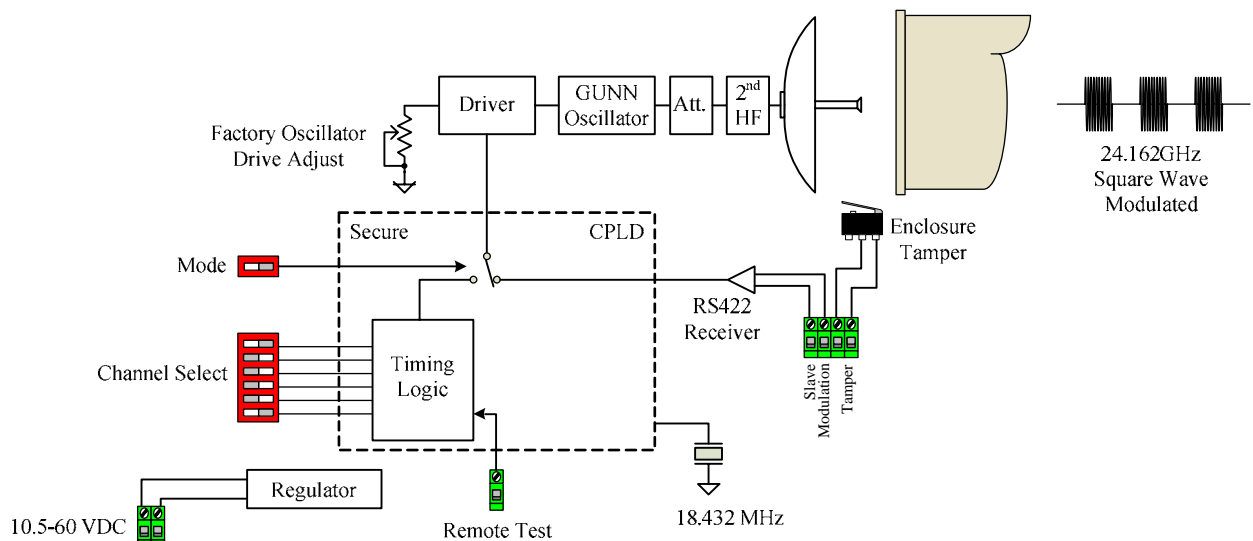 Driver
GUNN
Oscillator
Att.
2nd
HF
Factory Oscillator
Drive Adjust
24.162GHz
Square Wave
Modulated
Secure
CPLD
Enclosure
Tamper
Mode
RS422
Receiver
Channel Select
Timing
Logic
Slave
Modulation
Tamper
Regulator
10.5-60 VDC
Remote Test
18.432 MHz